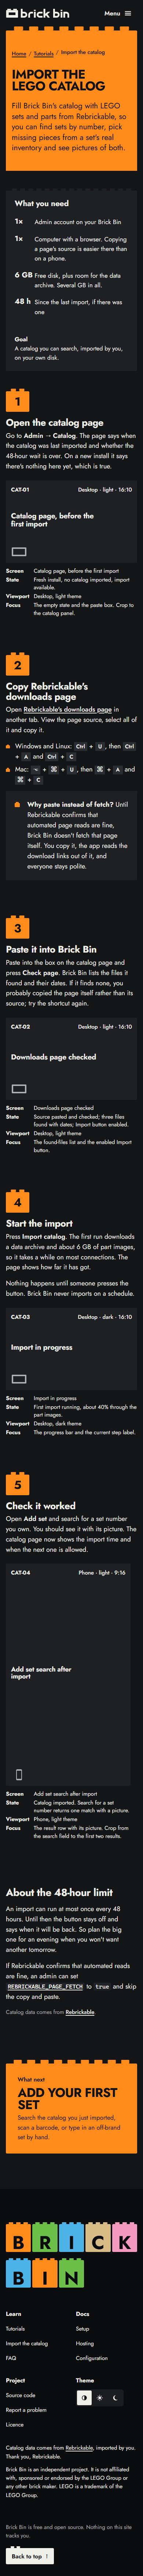 brick bin
Menu
Home / Tutorials / Import the catalog
IMPORT THE
LEGO CATALOG
Fill Brick Bin's catalog with LEGO
sets and parts from Rebrickable, so
you can find sets by number, pick
missing pieces from a set's real
inventory and see pictures of both.
What you need
1× Admin account on your Brick Bin
1× Computer with a browser. Copying
a page's source is easier there than
on a phone.
6 GB Free disk, plus room for the data
archive. Several GB in all.
48 h Since the last import, if there was
one
Goal
A catalog you can search, imported by you,
on your own disk.
1
Open the catalog page
Go to Admin → Catalog. The page says when
the catalog was last imported and whether the
48-hour wait is over. On a new install it says
there's nothing here yet, which is true.
CAT-01 Desktop · light · 16:10
Catalog page, before the
first import
Screen Catalog page, before the first import
State Fresh install, no catalog imported, import
available.
Viewport Desktop, light theme
Focus The empty state and the paste box. Crop to
the catalog panel.
2
Copy Rebrickable's
downloads page
Open Rebrickable's downloads page in
another tab. View the page source, select all of
it and copy it.
Windows and Linux: Ctrl + U, then Ctrl
+ A and Ctrl + C
Mac: ⌥ + ⌘ + U, then ⌘ + A and
⌘ + C
Why paste instead of fetch? Until
Rebrickable confirms that
automated page reads are fine,
Brick Bin doesn't fetch that page
itself. You copy it, the app reads the
download links out of it, and
everyone stays polite.
3
Paste it into Brick Bin
Paste into the box on the catalog page and
press Check page. Brick Bin lists the files it
found and their dates. If it finds none, you
probably copied the page itself rather than its
source; try the shortcut again.
CAT-02 Desktop · light · 16:10
Downloads page checked
Screen Downloads page checked
State Source pasted and checked; three files
found with dates; Import button enabled.
Viewport Desktop, light theme
Focus The found-files list and the enabled Import
button.
4
Start the import
Press Import catalog. The first run downloads
a data archive and about 6 GB of part images,
so it takes a while on most connections. The
page shows how far it has got.
Nothing happens until someone presses the
button. Brick Bin never imports on a schedule.
CAT-03 Desktop · dark · 16:10
Import in progress
Screen Import in progress
State First import running, about 40% through the
part images.
Viewport Desktop, dark theme
Focus The progress bar and the current step label.
5
Check it worked
Open Add set and search for a set number
you own. You should see it with its picture. The
catalog page now shows the import time and
when the next one is allowed.
CAT-04 Phone · light · 9:16
Add set search after
import
Screen Add set search after import
State Catalog imported. Search for a set
number returns one match with a picture.
Viewport Phone, light theme
Focus The result row with its picture. Crop from
the search field to the first two results.
About the 48-hour limit
An import can run at most once every 48
hours. Until then the button stays off and
says when it will be back. So plan the big
one for an evening when you won't want
another tomorrow.
If Rebrickable confirms that automated reads
are fine, an admin can set
REBRICKABLE_PAGE_FETCH to true and skip
the copy and paste.
Catalog data comes from Rebrickable.
What next
ADD YOUR FIRST
SET
Search the catalog you just imported,
scan a barcode, or type in an off-brand
set by hand.
BRICK
BIN
Learn
Docs
Tutorials
Setup
Import the catalog
Hosting
FAQ
Configuration
Project
Theme
Source code
Report a problem
Licence
Catalog data comes from Rebrickable, imported by you.
Thank you, Rebrickable.
Brick Bin is an independent project. It is not affiliated
with, sponsored or endorsed by the LEGO Group or
any other brick maker. LEGO is a trademark of the
LEGO Group.
Brick Bin is free and open source. Nothing on this site
tracks you.
Back to top ↑